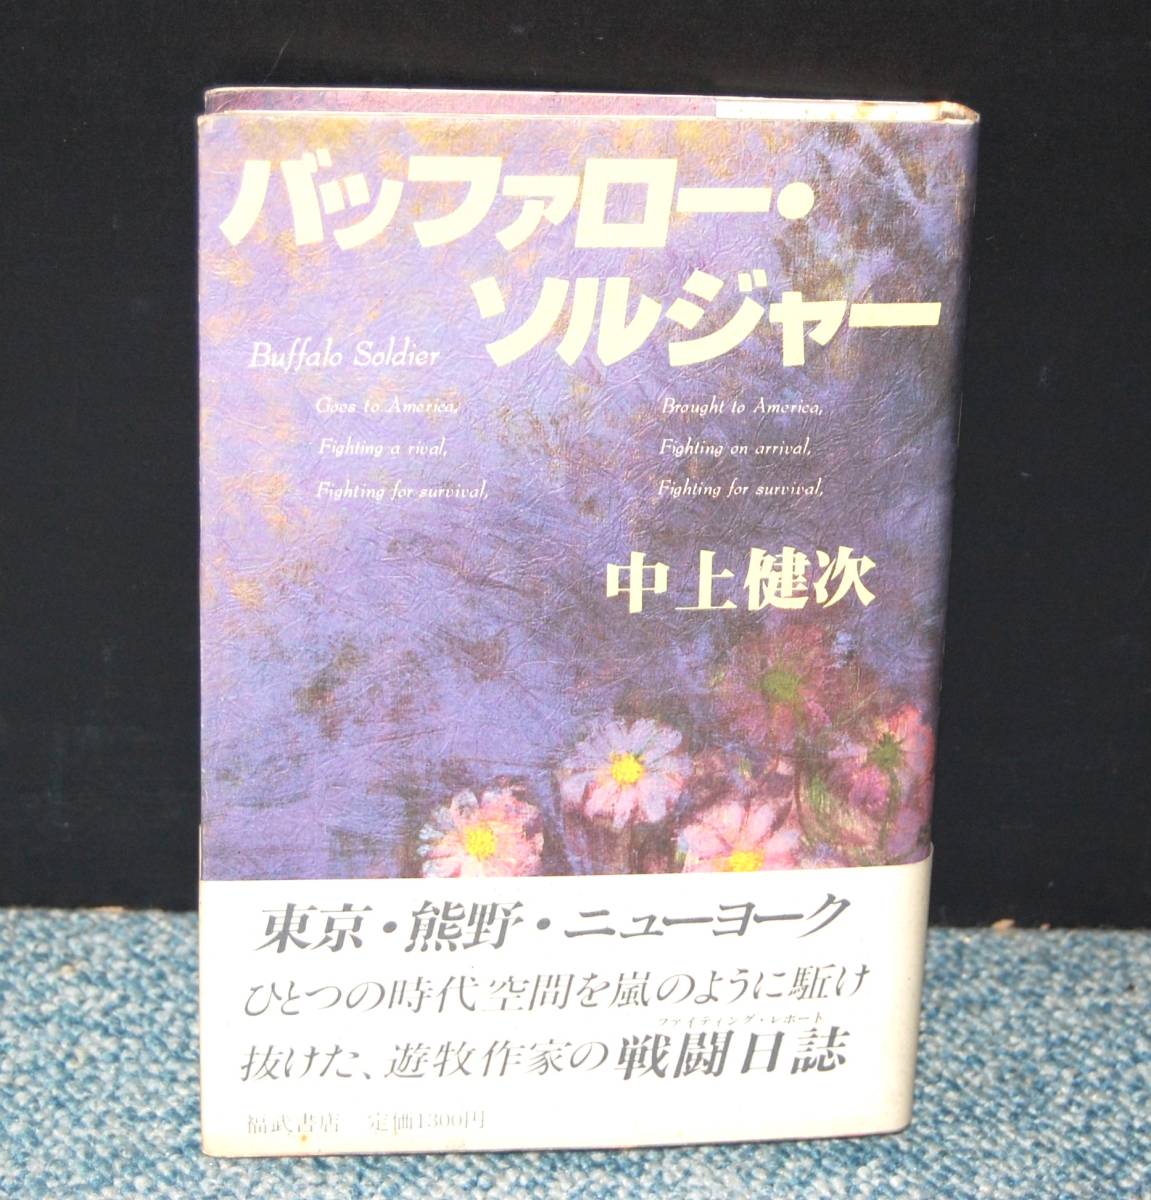 バッファロー・
ソルジャー
Buffalo Soldier
Goes to America,
Fighting a rival,
Fighting for survival,
Brought to America,
Fighting on arrival,
Fighting for survival,
中上健次
東京・熊野・ニューヨーク
ひとつの時代空間を嵐のように駈け
ファイティング・レポート
抜けた、遊牧作家の戦闘日誌
福武書店 定価1300円